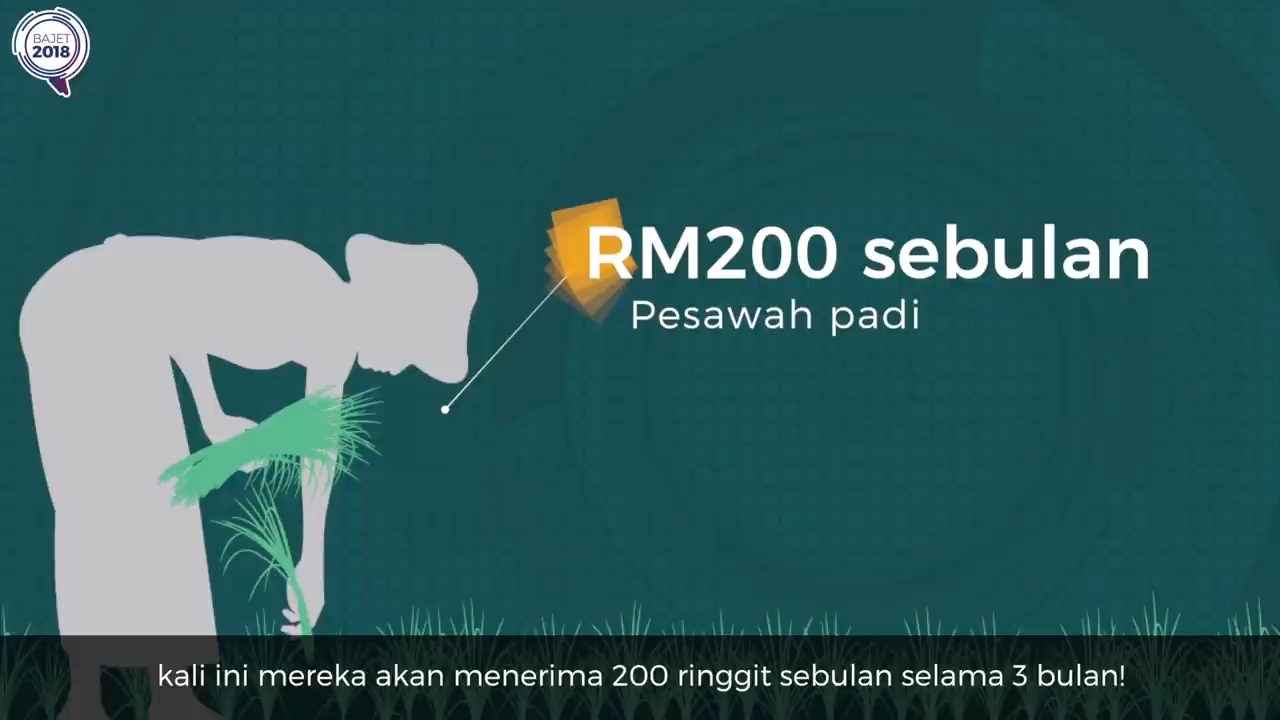 BAJET
2018
RM200 sebulan
Pesawah padi
kali ini mereka akan menerima 200 ringgit sebulan selama 3 bulan!